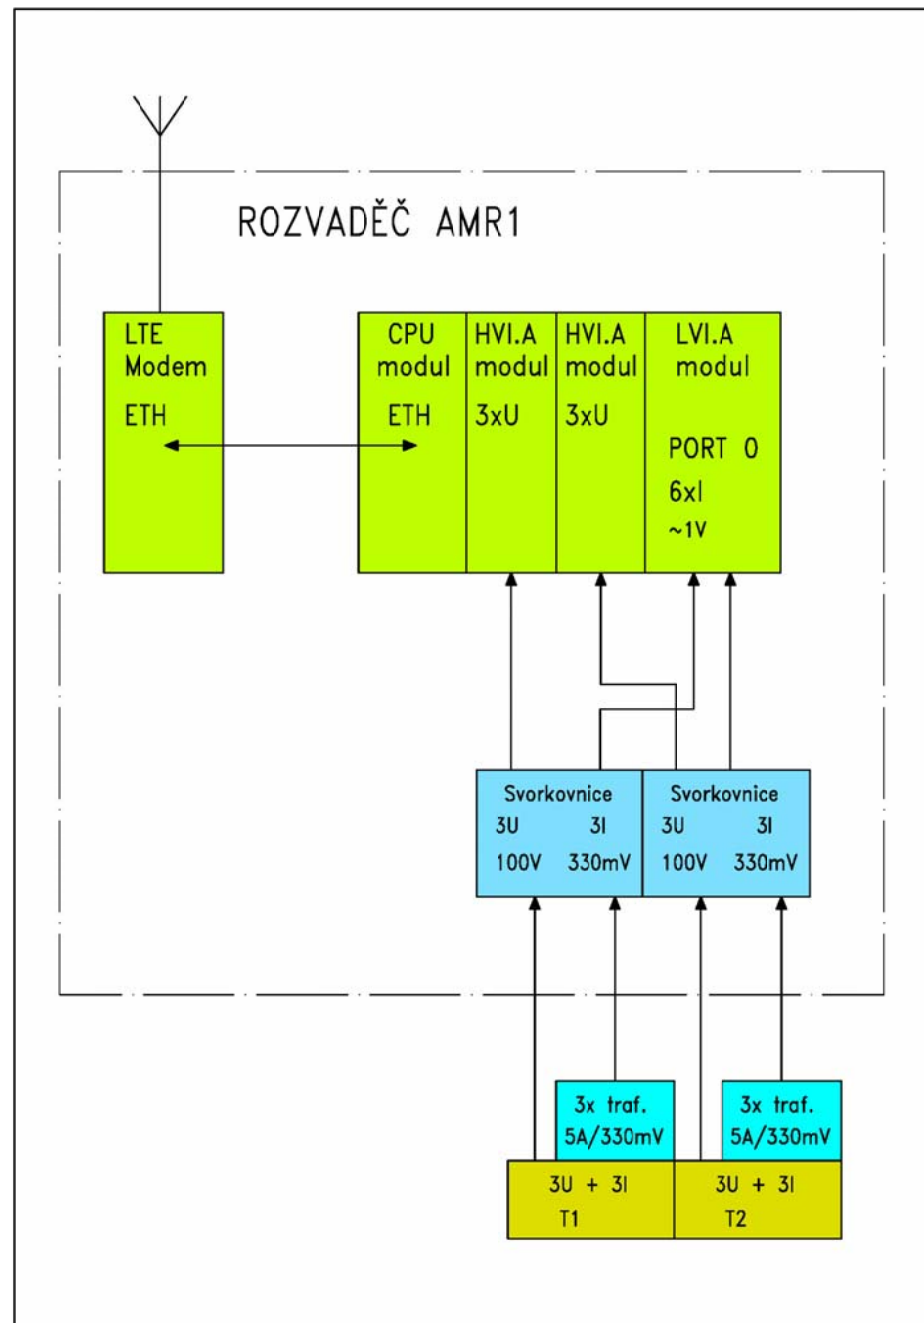 ROZVADĚČ AMR1
LTE
Modem
ETH
CPU
modul
ETH
HVI.A
modul
3xU
HVI.A
modul
3xU
LVI.A
modul
PORT 0
6xI
~1V
Svorkovnice
3U 3I
100V 330mV
Svorkovnice
3U 3I
100V 330mV
3x traf.
5A/330mV
3x traf.
5A/330mV
3U + 3I
T1
3U + 3I
T2